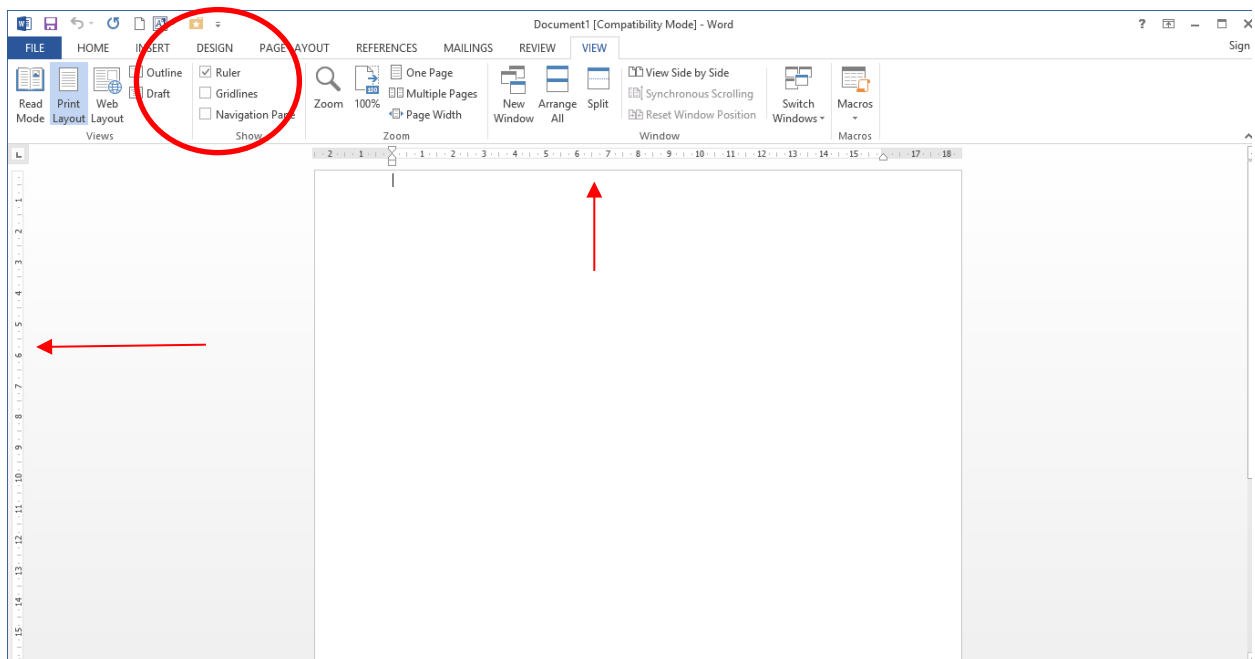 Document1 [Compatibility Mode] - Word
?
FILE HOME INSERT DESIGN PAGE LAYOUT REFERENCES MAILINGS REVIEW VIEW Sign
Read Mode
Print Layout
Web Layout
Outline
Draft
Views
Ruler
Gridlines
Navigation Pane
Show
Zoom
100%
One Page
Multiple Pages
Page Width
Zoom
New Window
Arrange All
Split
View Side by Side
Synchronous Scrolling
Reset Window Position
Window
Switch Windows
Macros
Macros
L
2 1 1 2 3 4 5 6 7 8 9 10 11 12 13 14 15 17 18
1
2
3
4
5
6
7
8
9
10
11
12
13
14
15